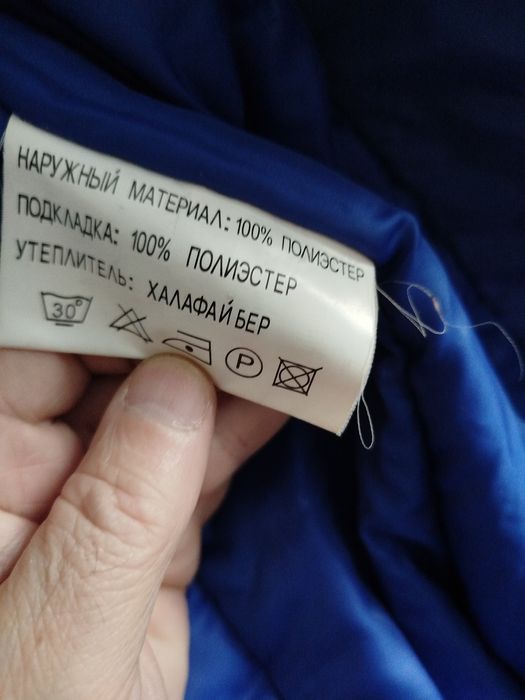 НАРУЖНЫЙ МАТЕРИАЛ: 100% ПОЛИЭСТЕР
ПОДКЛАДКА: 100% ПОЛИЭСТЕР
УТЕПЛИТЕЛЬ: ХАЛАФАЙБЕР
30° P